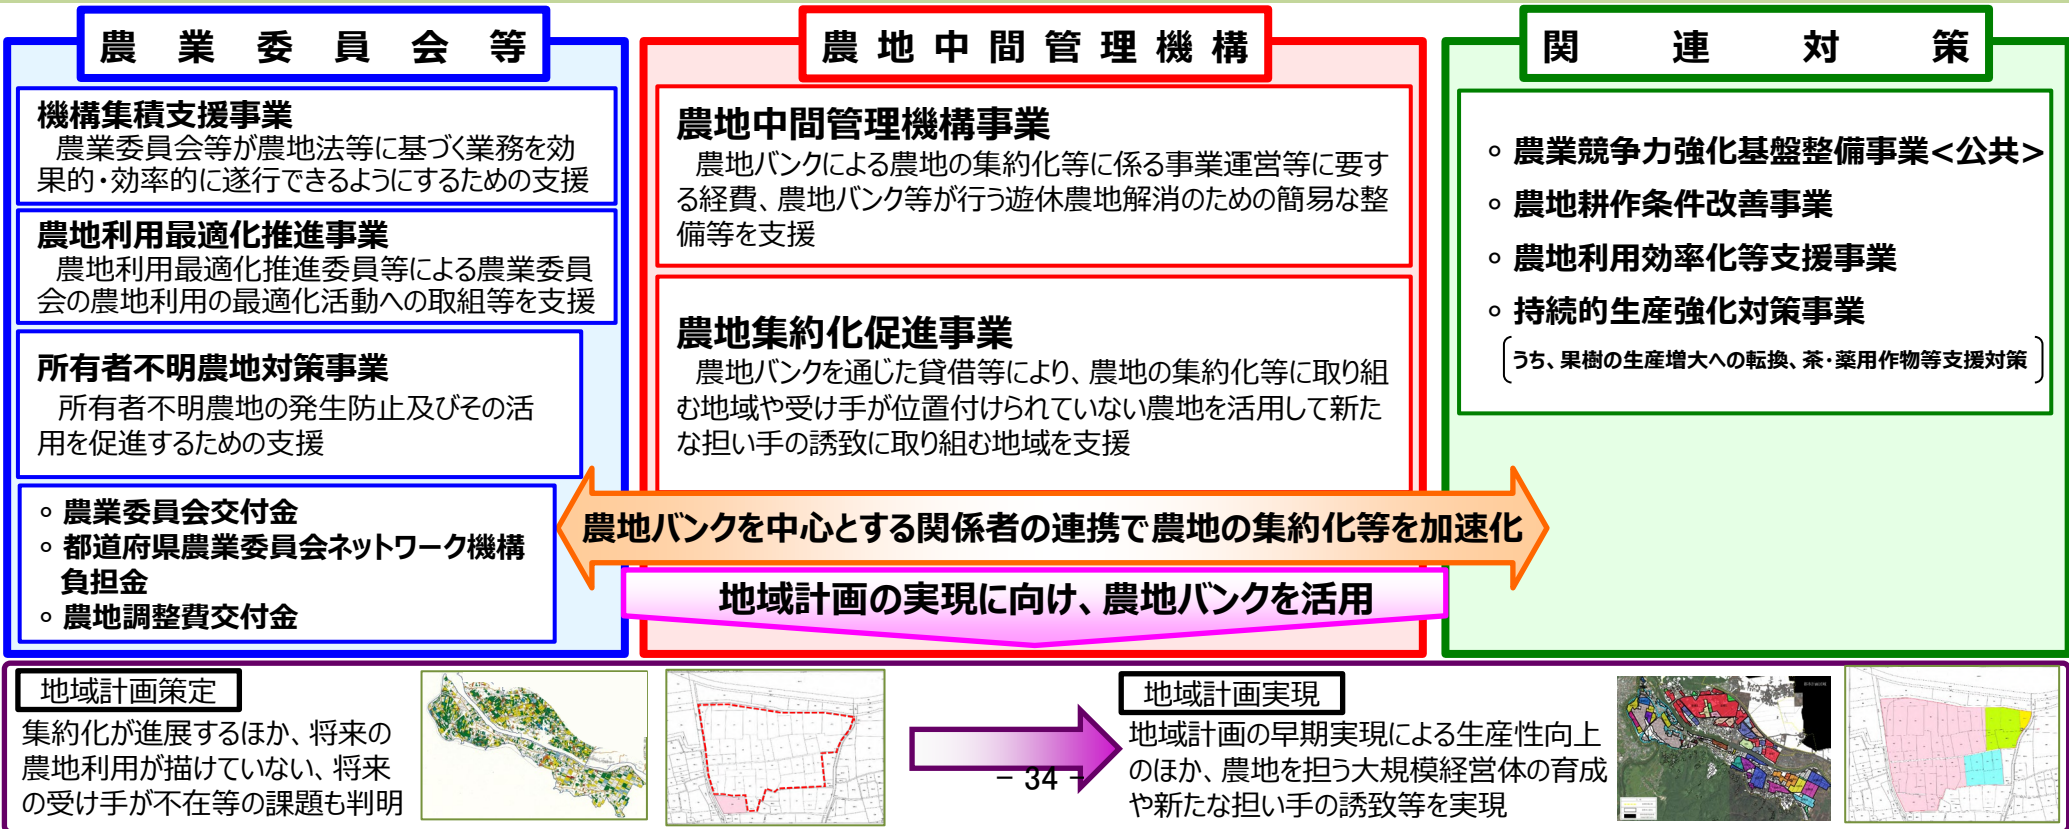 農業委員会等
機構集積支援事業
農業委員会等が農地法等に基づく業務を効
果的・効率的に遂行できるようにするための支援
農地利用最適化推進事業
農地利用最適化推進委員等による農業委員
会の農地利用の最適化活動への取組等を支援
所有者不明農地対策事業
所有者不明農地の発生防止及びその活
用を促進するための支援
○ 農業委員会交付金
○ 都道府県農業委員会ネットワーク機構
負担金
○ 農地調整費交付金
農地中間管理機構
農地中間管理機構事業
農地バンクによる農地の集約化等に係る事業運営等に要す
る経費、農地バンク等が行う遊休農地解消のための簡易な整
備等を支援
農地集約化促進事業
農地バンクを通じた貸借等により、農地の集約化等に取り組
む地域や受け手が位置付けられていない農地を活用して新た
な担い手の誘致に取り組む地域を支援
関連対策
○ 農業競争力強化基盤整備事業<公共>
○ 農地耕作条件改善事業
○ 農地利用効率化等支援事業
○ 持続的生産強化対策事業
うち、果樹の生産増大への転換、茶・薬用作物等支援対策
農地バンクを中心とする関係者の連携で農地の集約化等を加速化
地域計画の実現に向け、農地バンクを活用
地域計画策定
集約化が進展するほか、将来の
農地利用が描けていない、将来
の受け手が不在等の課題も判明
- 34 -
地域計画実現
地域計画の早期実現による生産性向上
のほか、農地を担う大規模経営体の育成
や新たな担い手の誘致等を実現